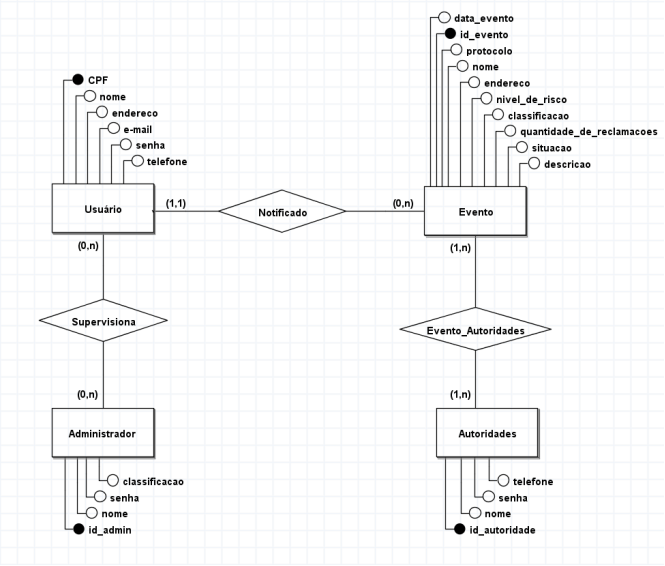 data_evento
id_evento
protocolo
nome
endereco
nivel_de_risco
classificacao
quantidade_de_reclamacoes
situacao
descricao
CPF
nome
endereco
e-mail
senha
telefone
Usuário
(1,1)
Notificado
(0,n)
Evento
(0,n)
(1,n)
Supervisiona
Evento_Autoridades
(0,n)
(1,n)
Administrador
Autoridades
classificacao
senha
nome
id_admin
telefone
senha
nome
id_autoridade